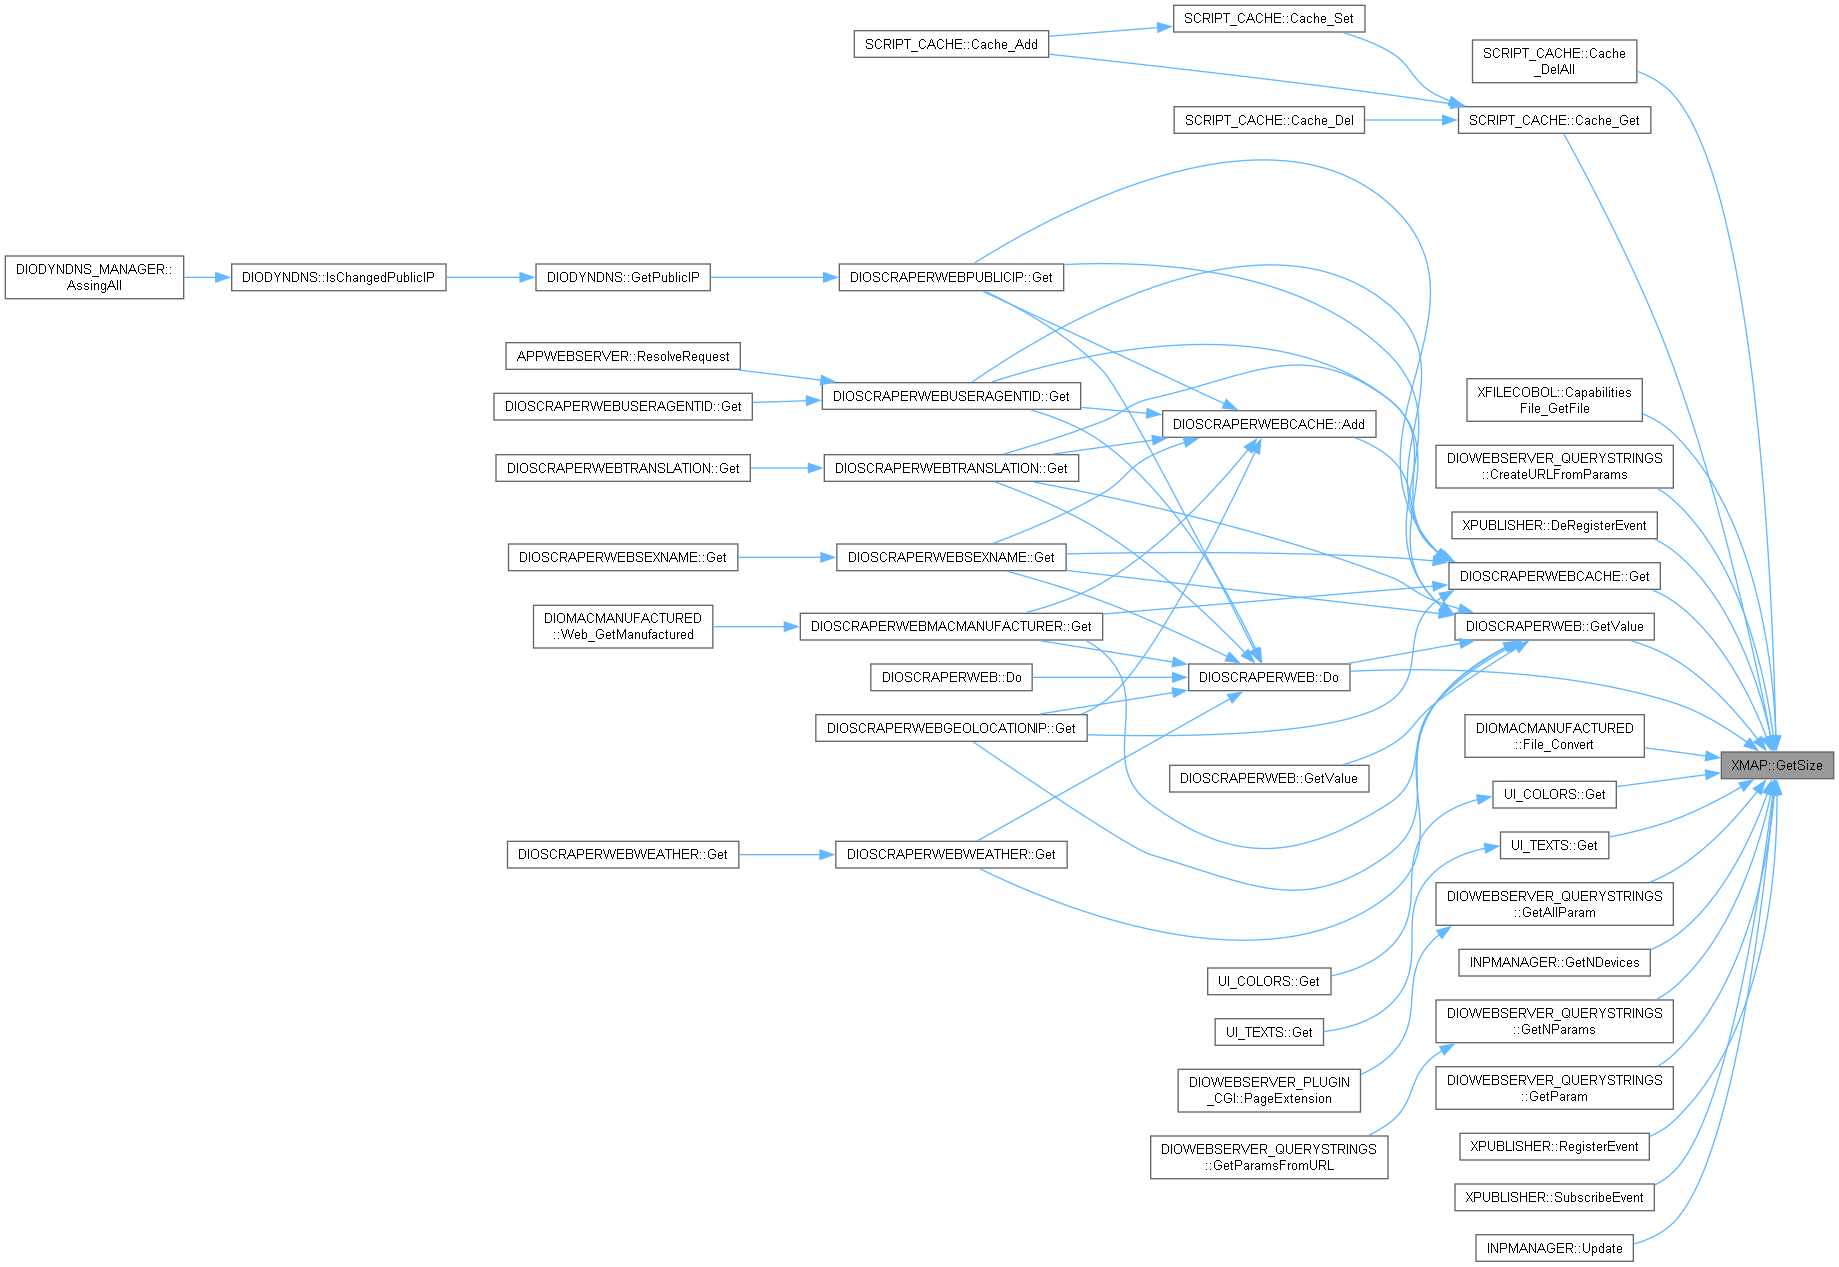 SCRIPT_CACHE::Cache_Set
SCRIPT_CACHE::Cache_Add
SCRIPT_CACHE::Cache
_DelAll
SCRIPT_CACHE::Cache_Del
SCRIPT_CACHE::Cache_Get
DIODYNDNS_MANAGER::
AssingAll
DIODYNDNS::IsChangedPublicIP
DIODYNDNS::GetPublicIP
DIOSCRAPERWEBPUBLICIP::Get
APPWEBSERVER::ResolveRequest
DIOSCRAPERWEBUSERAGENTID::Get
DIOSCRAPERWEBUSERAGENTID::Get
XFILECOBOL::Capabilities
File_GetFile
DIOSCRAPERWEBCACHE::Add
DIOSCRAPERWEBTRANSLATION::Get
DIOSCRAPERWEBTRANSLATION::Get
DIOWEBSERVER_QUERYSTRINGS
::CreateURLFromParams
XPUBLISHER::DeRegisterEvent
DIOSCRAPERWEBSEXNAME::Get
DIOSCRAPERWEBSEXNAME::Get
DIOSCRAPERWEBCACHE::Get
DIOMACMANUFACTURED
::Web_GetManufactured
DIOSCRAPERWEBMACMANUFACTURER::Get
DIOSCRAPERWEB::GetValue
DIOSCRAPERWEB::Do
DIOSCRAPERWEB::Do
DIOSCRAPERWEBGEOLOCATIONIP::Get
DIOMACMANUFACTURED
::File_Convert
XMAP::GetSize
DIOSCRAPERWEB::GetValue
UI_COLORS::Get
UI_TEXTS::Get
DIOSCRAPERWEBWEATHER::Get
DIOSCRAPERWEBWEATHER::Get
DIOWEBSERVER_QUERYSTRINGS
::GetAllParam
INPMANAGER::GetNDevices
UI_COLORS::Get
DIOWEBSERVER_QUERYSTRINGS
::GetNParams
UI_TEXTS::Get
DIOWEBSERVER_PLUGIN
_CGI::PageExtension
DIOWEBSERVER_QUERYSTRINGS
::GetParam
DIOWEBSERVER_QUERYSTRINGS
::GetParamsFromURL
XPUBLISHER::RegisterEvent
XPUBLISHER::SubscribeEvent
INPMANAGER::Update